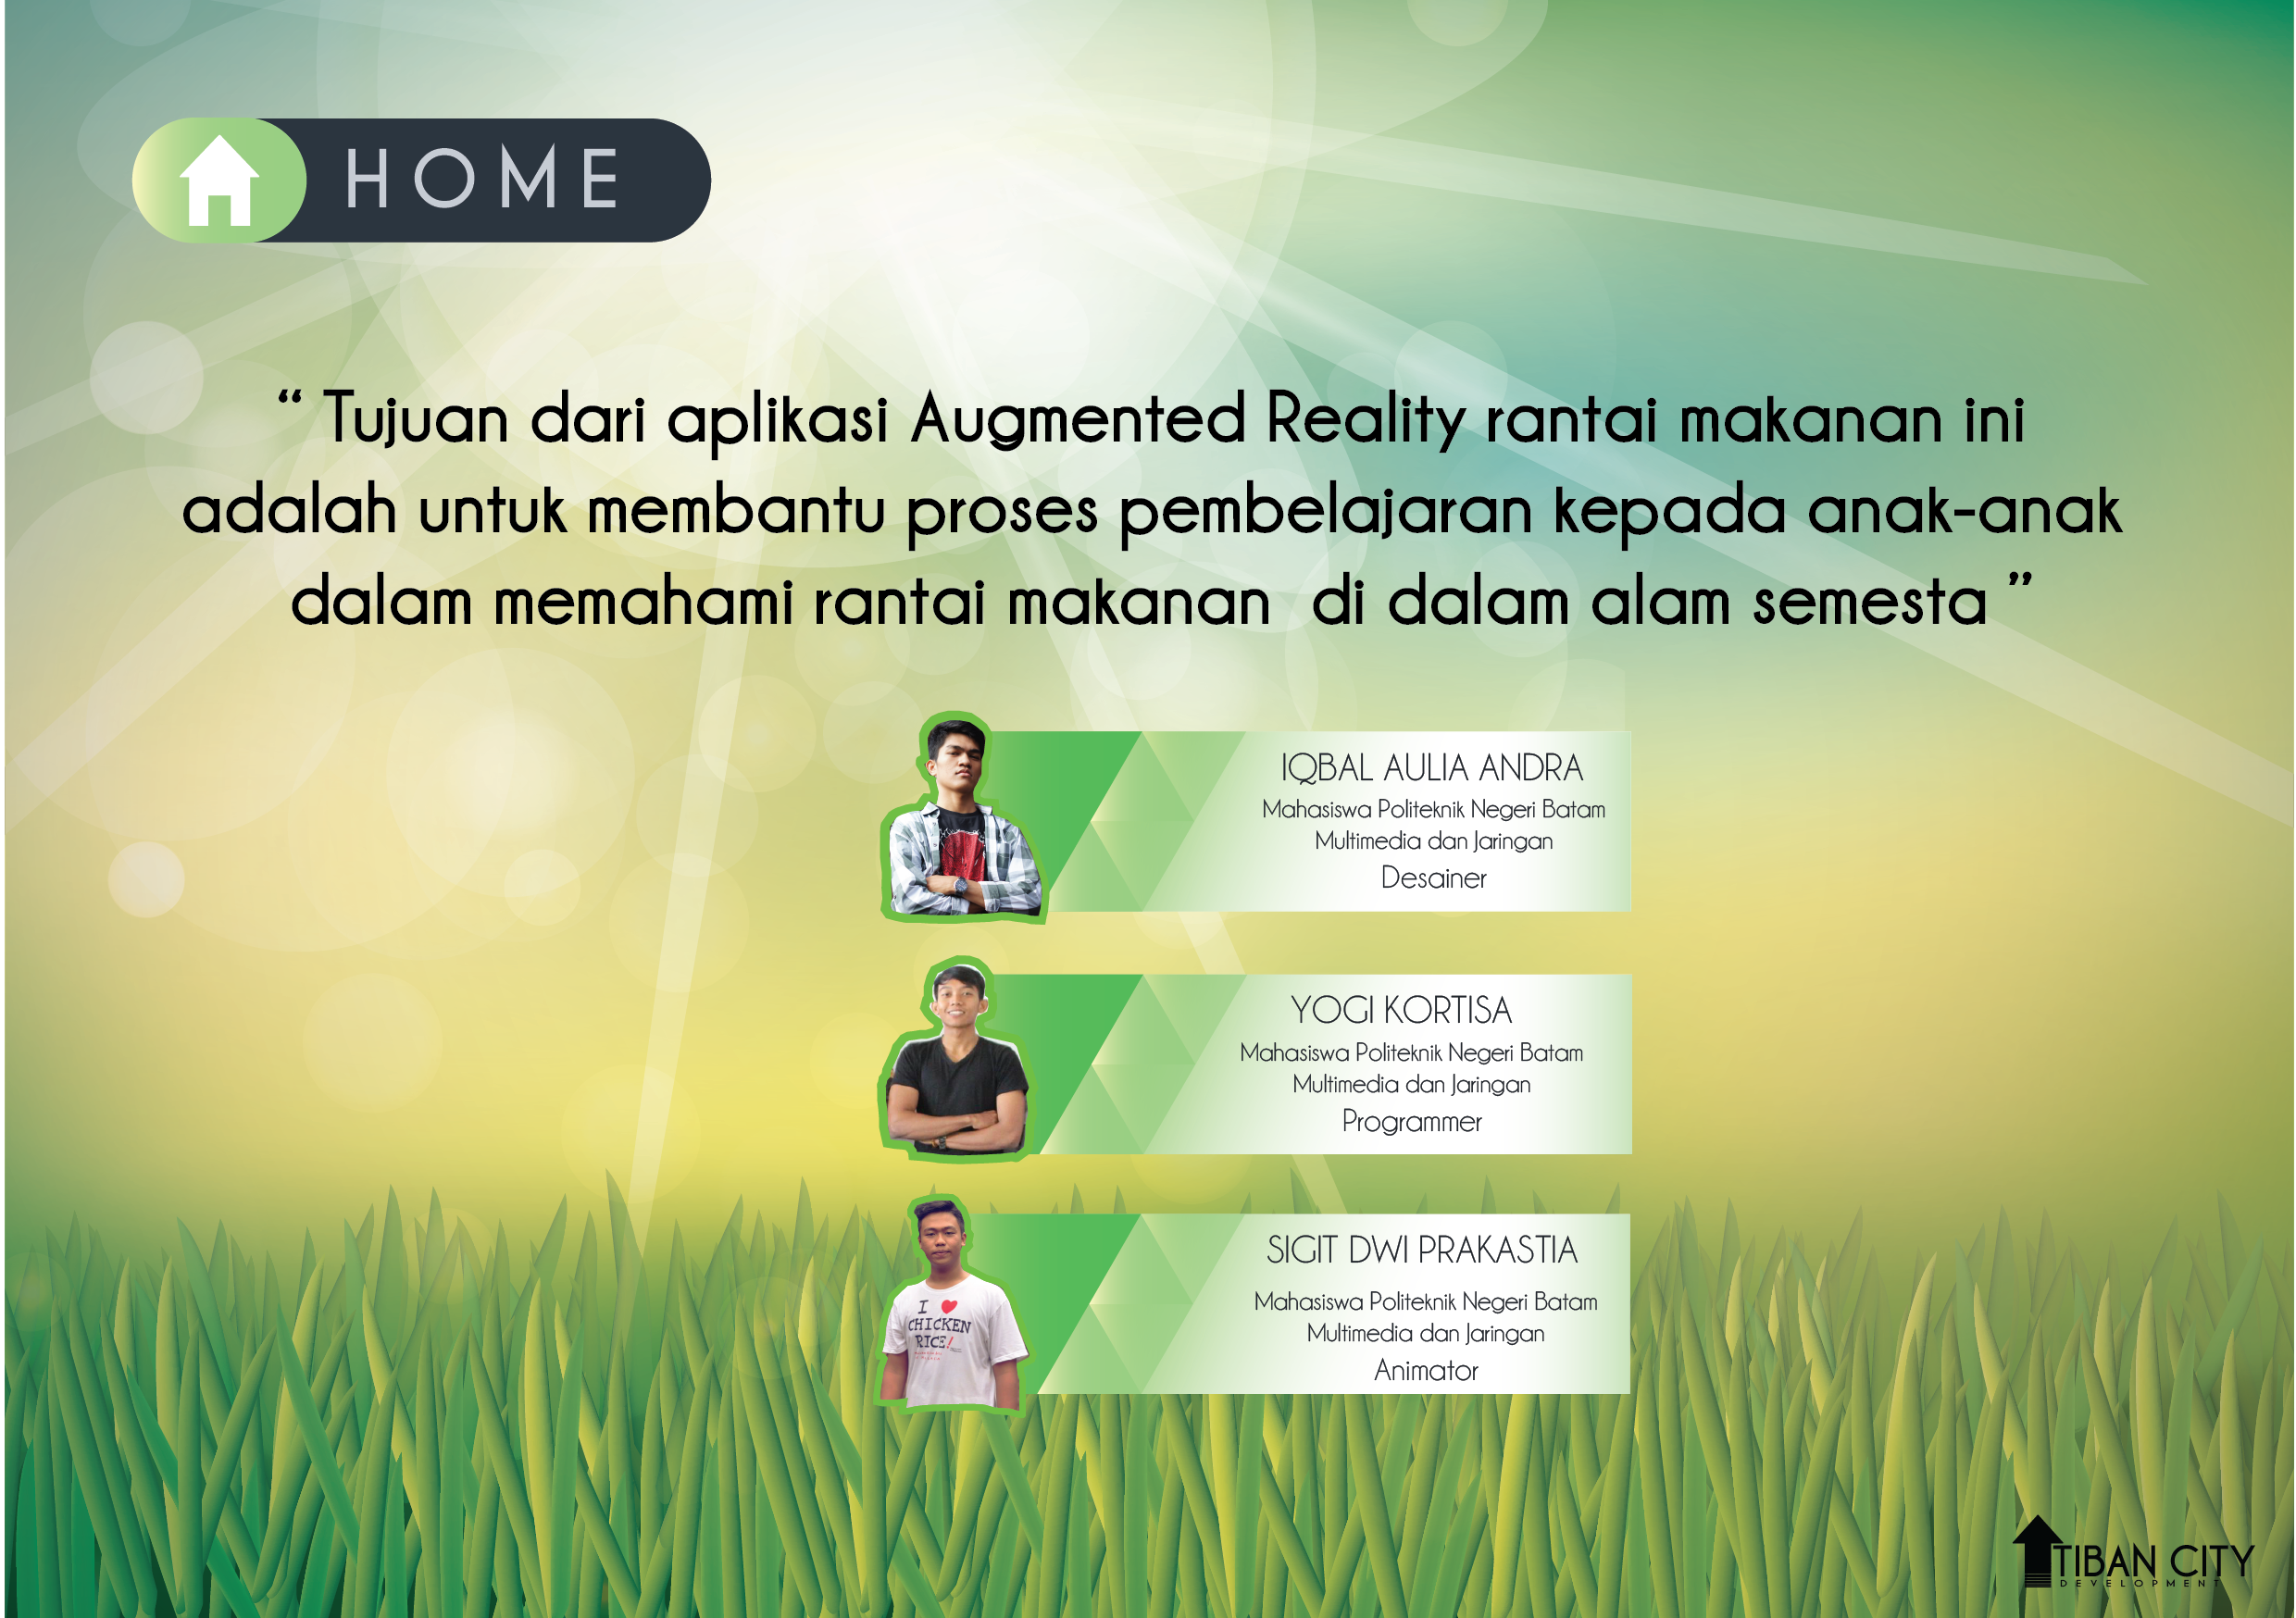 HOME
“ Tujuan dari aplikasi Augmented Reality rantai makanan ini
adalah untuk membantu proses pembelajaran kepada anak-anak
dalam memahami rantai makanan di dalam alam semesta ”
IQBAL AULIA ANDRA
Mahasiswa Politeknik Negeri Batam
Multimedia dan Jaringan
Desainer
YOGI KORTISA
Mahasiswa Politeknik Negeri Batam
Multimedia dan Jaringan
Programmer
I ♥
CHICKEN
RICE!
SIGIT DWI PRAKASTIA
Mahasiswa Politeknik Negeri Batam
Multimedia dan Jaringan
Animator
TIBAN CITY
DEVELOPMENT